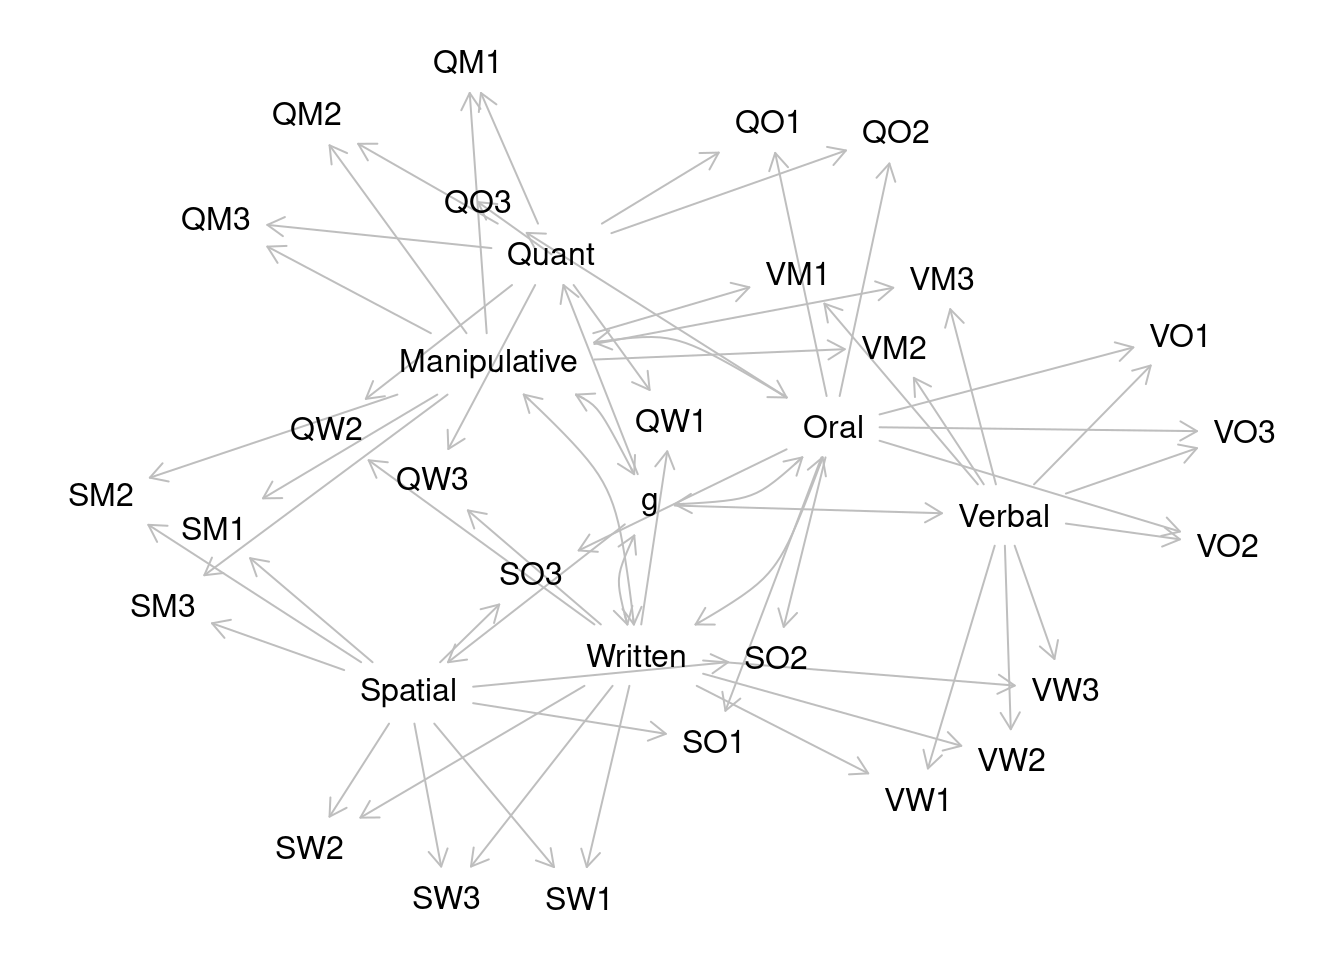 QM1
QM2
QO1
QO2
QO3
QM3
Quant
VM1
VM3
VO1
VM2
Manipulative
QW1
Oral
QW2
VO3
QW3
SM2
g
Verbal
SM1
VO2
SO3
SM3
Written
SO2
Spatial
VW3
SO1
VW2
VW1
SW2
SW3
SW1